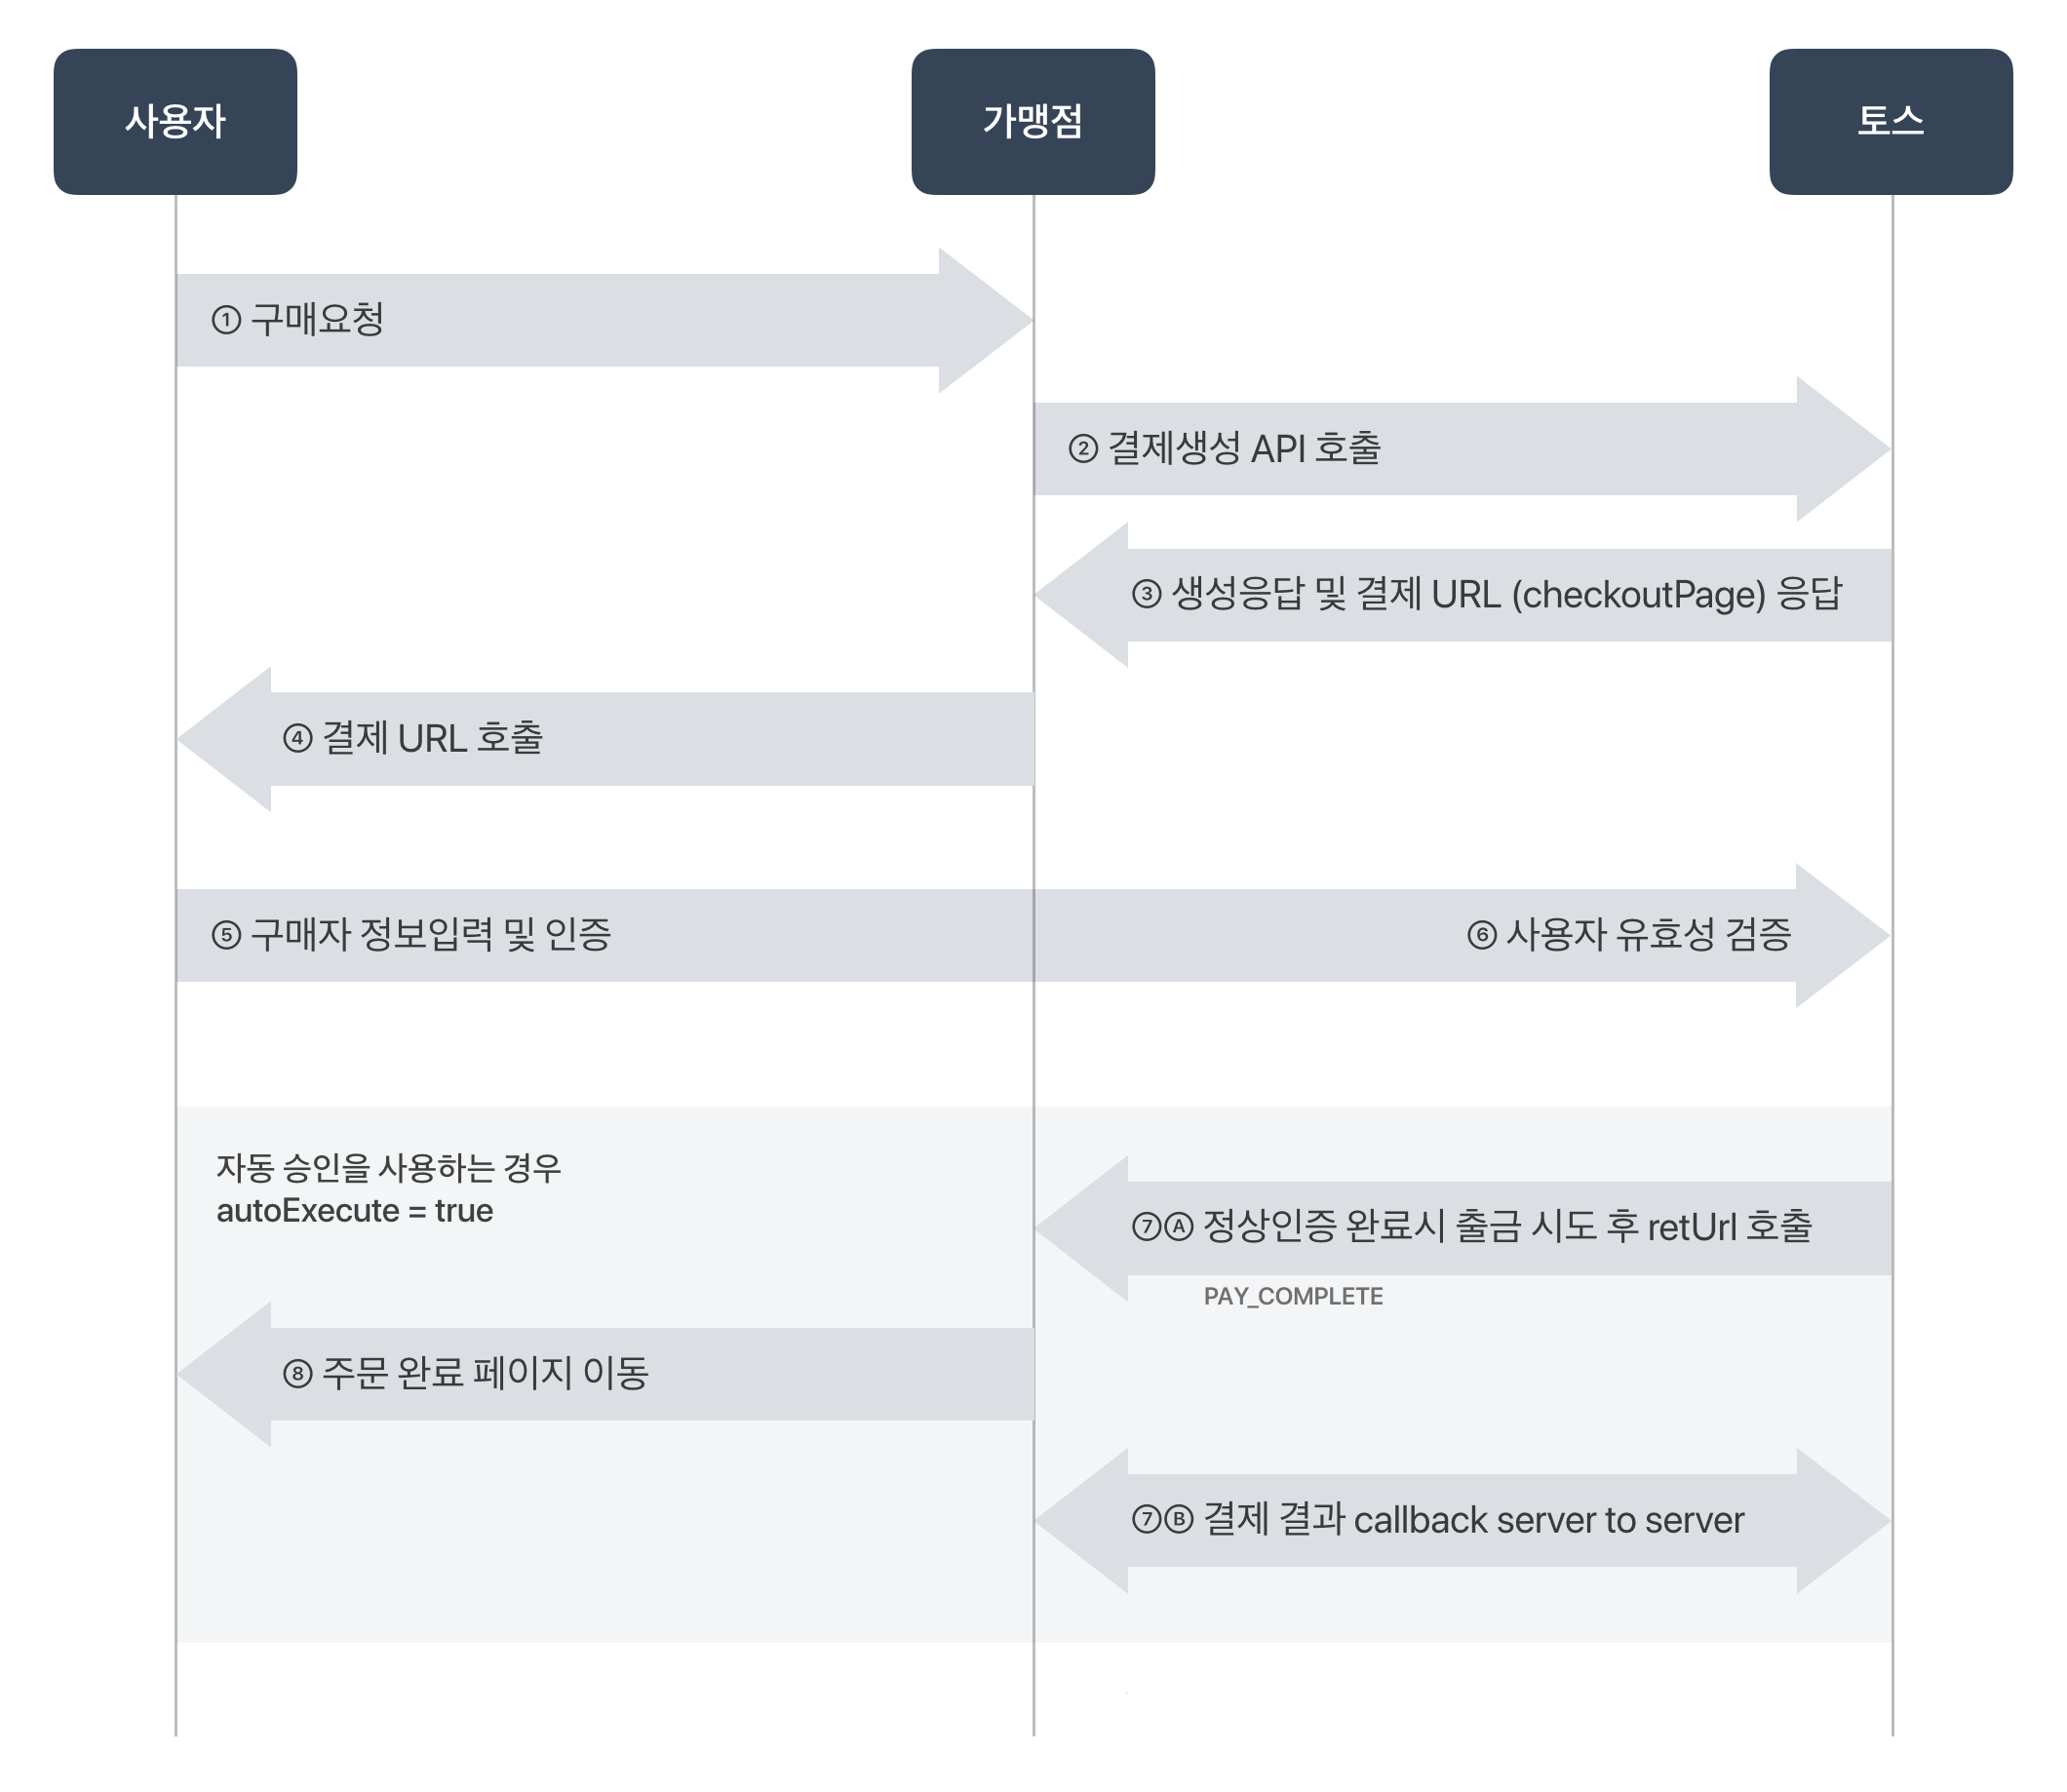 사용자
가맹점
토스
① 구매요청
② 결제생성 API 호출
③ 생성응답 및 결제 URL (checkoutPage) 응답
④ 결제 URL 호출
⑤ 구매자 정보입력 및 인증
⑥ 사용자 유효성 검증
자동 승인을 사용하는 경우
autoExecute = true
⑦Ⓐ 정상인증 완료시 출금 시도 후 retUrl 호출
PAY_COMPLETE
⑧ 주문 완료 페이지 이동
⑦Ⓑ 결제 결과 callback server to server